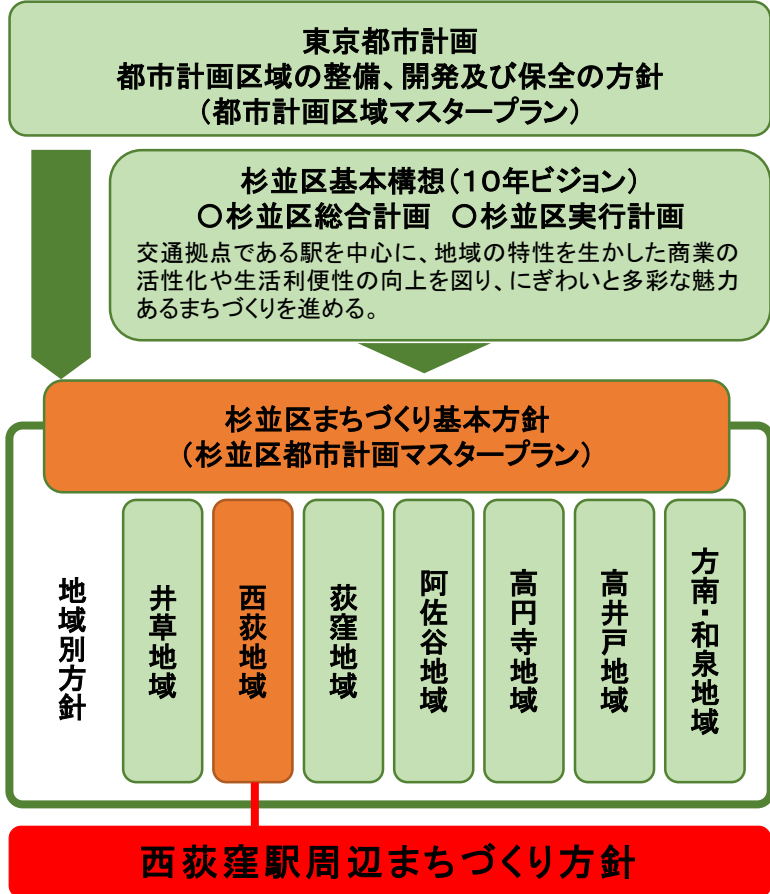 東京都市計画
都市計画区域の整備、開発及び保全の方針
（都市計画区域マスタープラン）
杉並区基本構想（１０年ビジョン）
〇杉並区総合計画　〇杉並区実行計画
交通拠点である駅を中心に、地域の特性を生かした商業の
活性化や生活利便性の向上を図り、にぎわいと多彩な魅力
あるまちづくりを進める。
杉並区まちづくり基本方針
（杉並区都市計画マスタープラン）
地域別方針
井草地域
西荻地域
荻窪地域
阿佐谷地域
高円寺地域
高井戸地域
方南・和泉地域
西荻窪駅周辺まちづくり方針